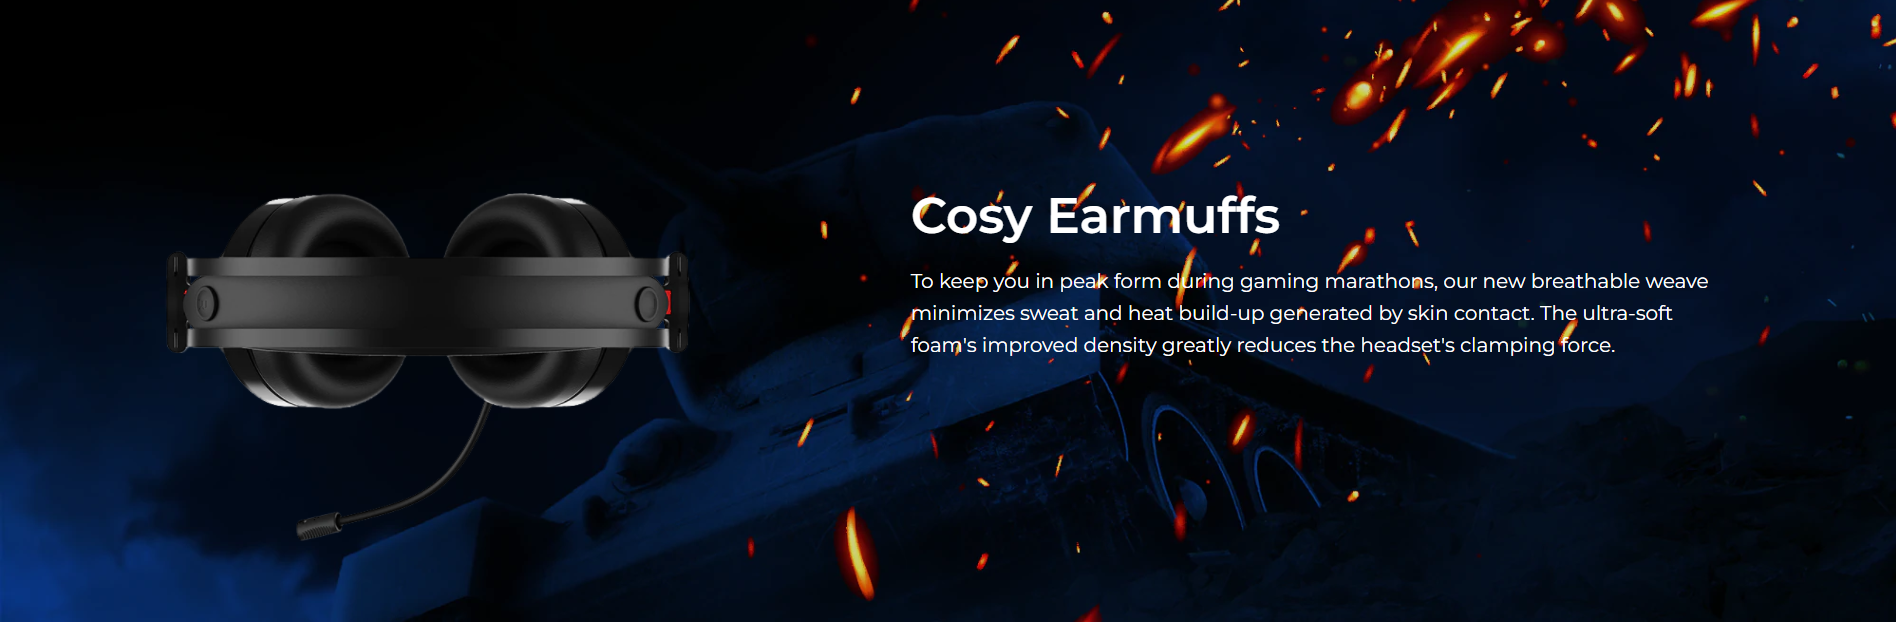 Cosy Earmuffs
To keep you in peak form during gaming marathons, our new breathable weave
minimizes sweat and heat build-up generated by skin contact. The ultra-soft
foam's improved density greatly reduces the headset's clamping force.